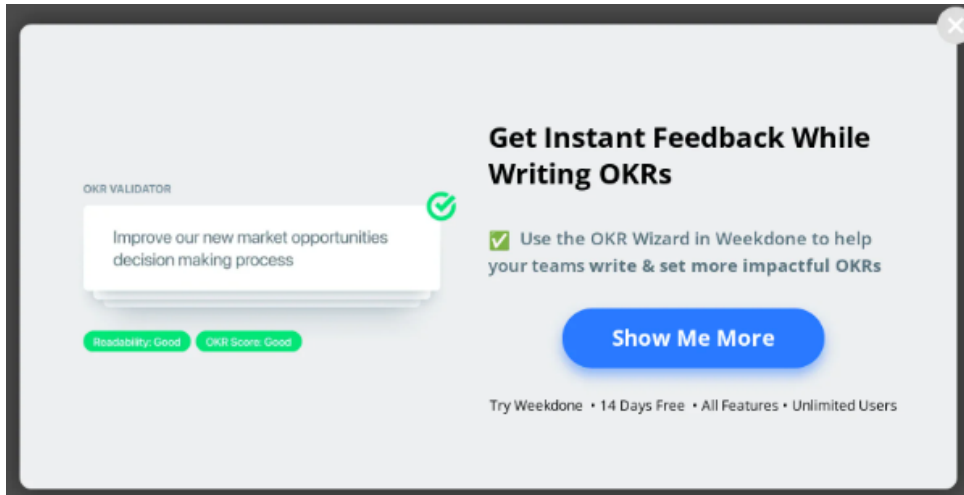 OKR VALIDATOR
Improve our new market opportunities
decision making process
Readability: Good OKR Score: Good
Get Instant Feedback While
Writing OKRs
✅ Use the OKR Wizard in Weekdone to help
your teams write & set more impactful OKRs
Show Me More
Try Weekdone • 14 Days Free • All Features • Unlimited Users